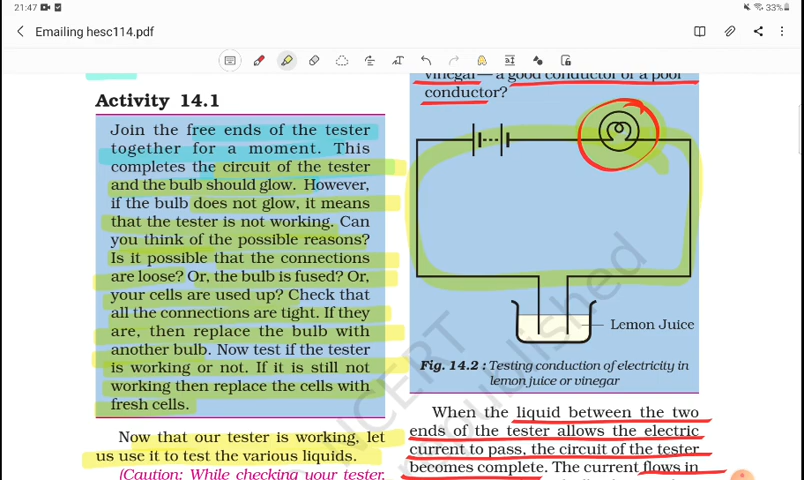 21:47
33%
Emailing hesc114.pdf
Activity 14.1
Join the free ends of the tester
together for a moment. This
completes the circuit of the tester
and the bulb should glow. However,
if the bulb does not glow, it means
that the tester is not working. Can
you think of the possible reasons?
Is it possible that the connections
are loose? Or, the bulb is fused? Or,
your cells are used up? Check that
all the connections are tight. If they
are, then replace the bulb with
another bulb. Now test if the tester
is working or not. If it is still not
working then replace the cells with
fresh cells.
Now that our tester is working, let
us use it to test the various liquids.
(Caution: While checking your tester,
vinegar— a good conductor or a poor
conductor?
Lemon Juice
NCERT
published
Fig. 14.2 : Testing conduction of electricity in
lemon juice or vinegar
When the liquid between the two
ends of the tester allows the electric
current to pass, the circuit of the tester
becomes complete. The current flows in